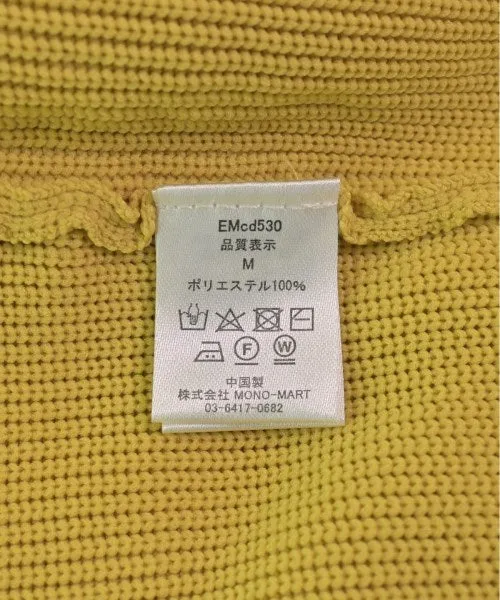 EMcd530
品質表示
M
ポリエステル100%
F W
中国製
株式会社 MONO-MART
03-6417-0682